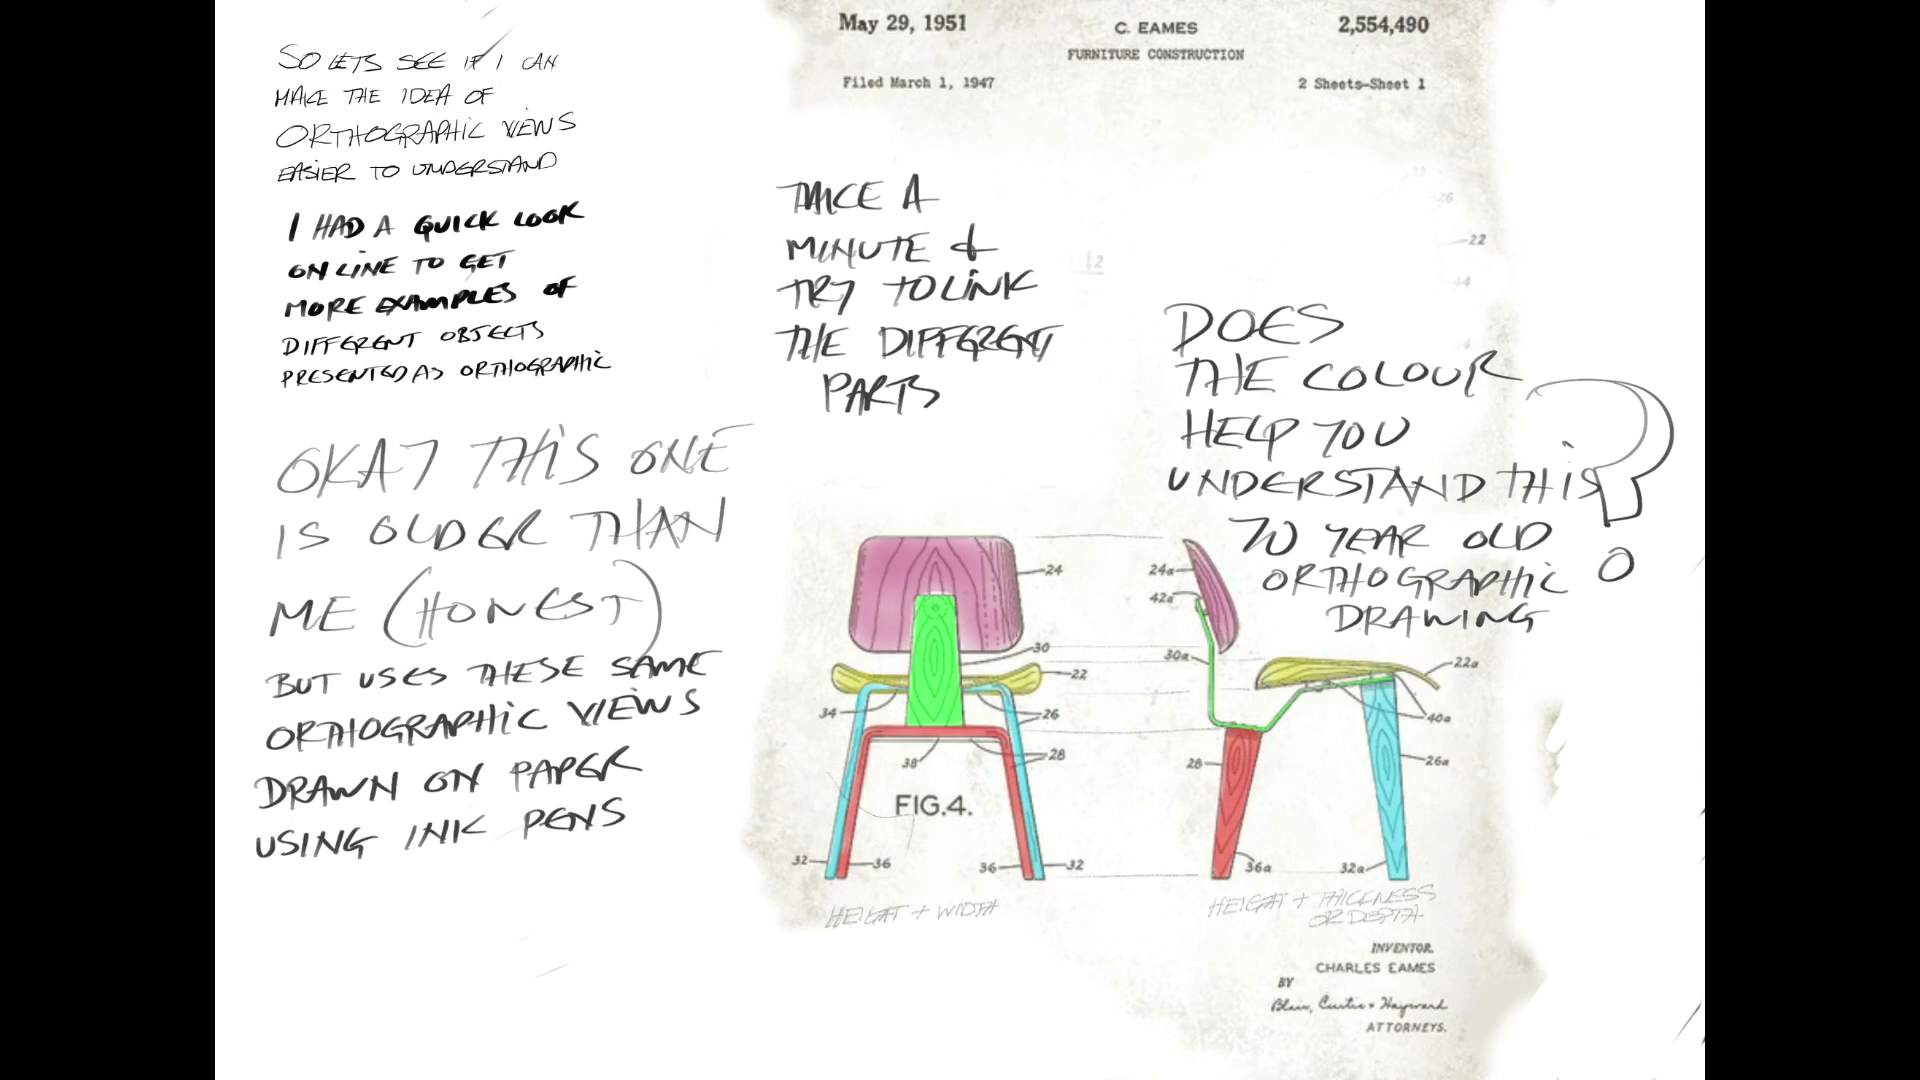 SO LETS SEE IF I CAN
MAKE THE IDEA OF
ORTHOGRAPHIC VIEWS
EASIER TO UNDERSTAND
I HAD A QUICK LOOK
ON LINE TO GET
MORE EXAMPLES OF
DIFFERENT OBJECTS
PRESENTED AS ORTHOGRAPHIC
OKAY THIS ONE
IS OLDER THAN
ME (HONEST)
BUT USES THESE SAME
ORTHOGRAPHIC VIEWS
DRAWN ON PAPER
USING INK PENS
May 29, 1951
C. EAMES
2,554,490
FURNITURE CONSTRUCTION
Filed March 1, 1947
2 Sheets-Sheet 1
TAKE A
MINUTE &
TRY TO LINK
THE DIFFERENT
PARTS
22
DOES
THE COLOUR
HELP YOU
UNDERSTAND THIS
70 YEAR OLD
ORTHOGRAPHIC
DRAWING
?
24
30
22
34
26
28
38
FIG.4.
32
36
36
32
HEIGHT + WIDTH
24a
42a
30a
22a
40a
28
26a
36a
32a
HEIGHT + THICKNESS
OR DEPTH
INVENTOR.
CHARLES EAMES
BY
Blair, Curtis + Hayward
ATTORNEYS.